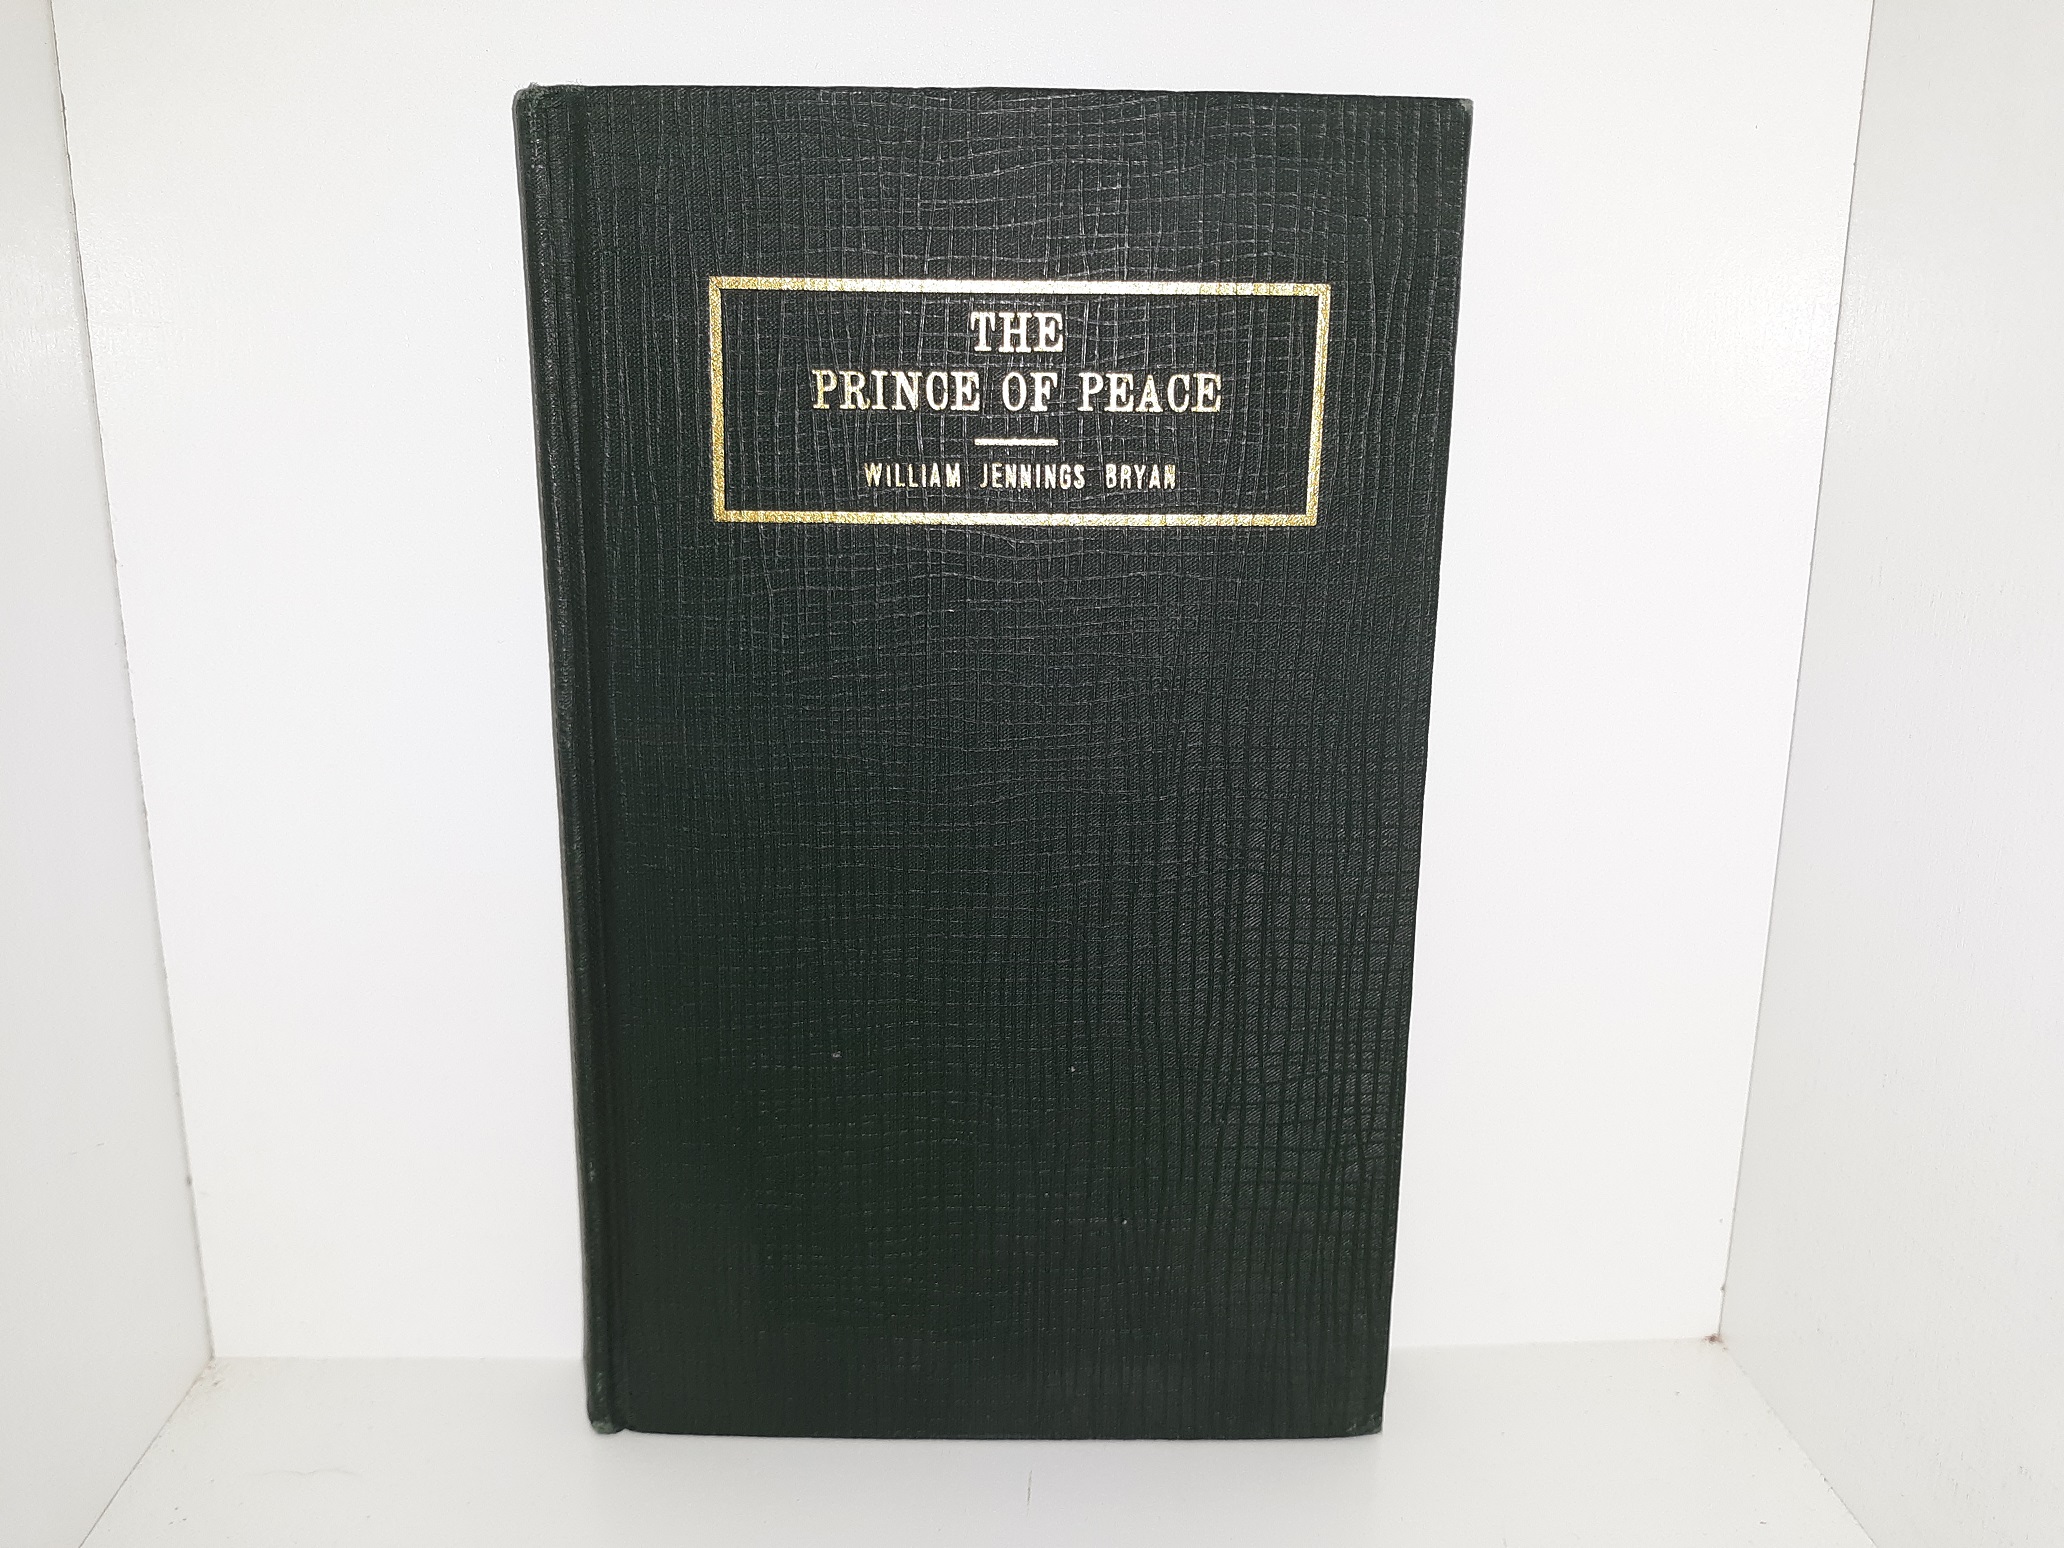 THE
PRINCE OF PEACE
WILLIAM JENNINGS BRYAN